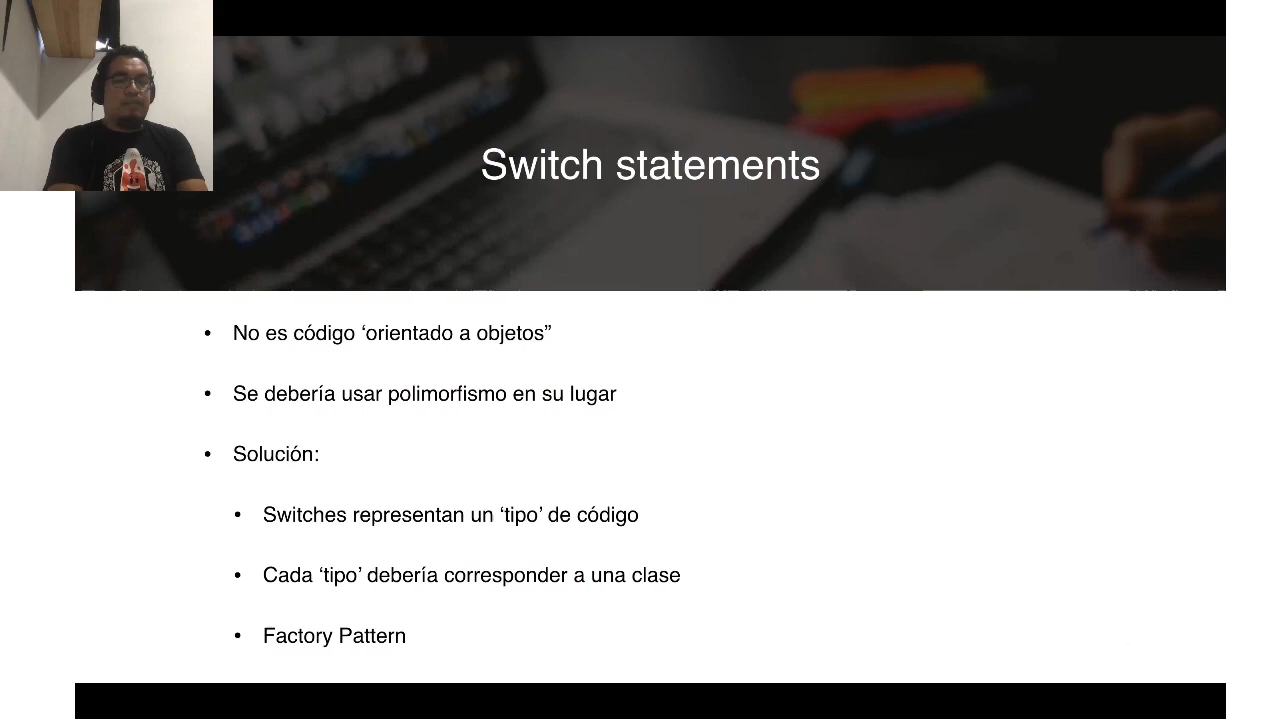 Switch statements
• No es código ‘orientado a objetos”
• Se debería usar polimorfismo en su lugar
• Solución:
• Switches representan un ‘tipo’ de código
• Cada ‘tipo’ debería corresponder a una clase
• Factory Pattern